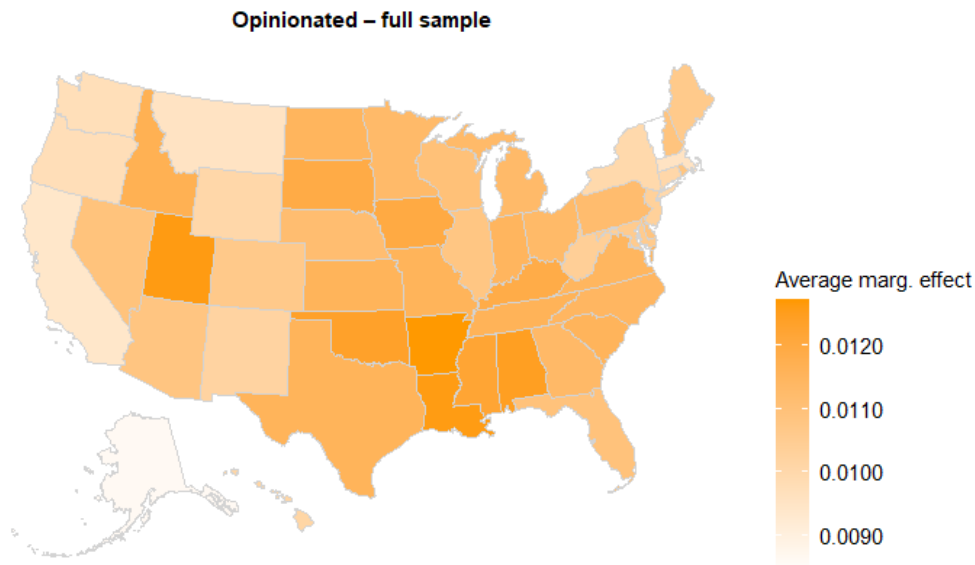 Opinionated – full sample
Average marg. effect
0.0120
0.0110
0.0100
0.0090